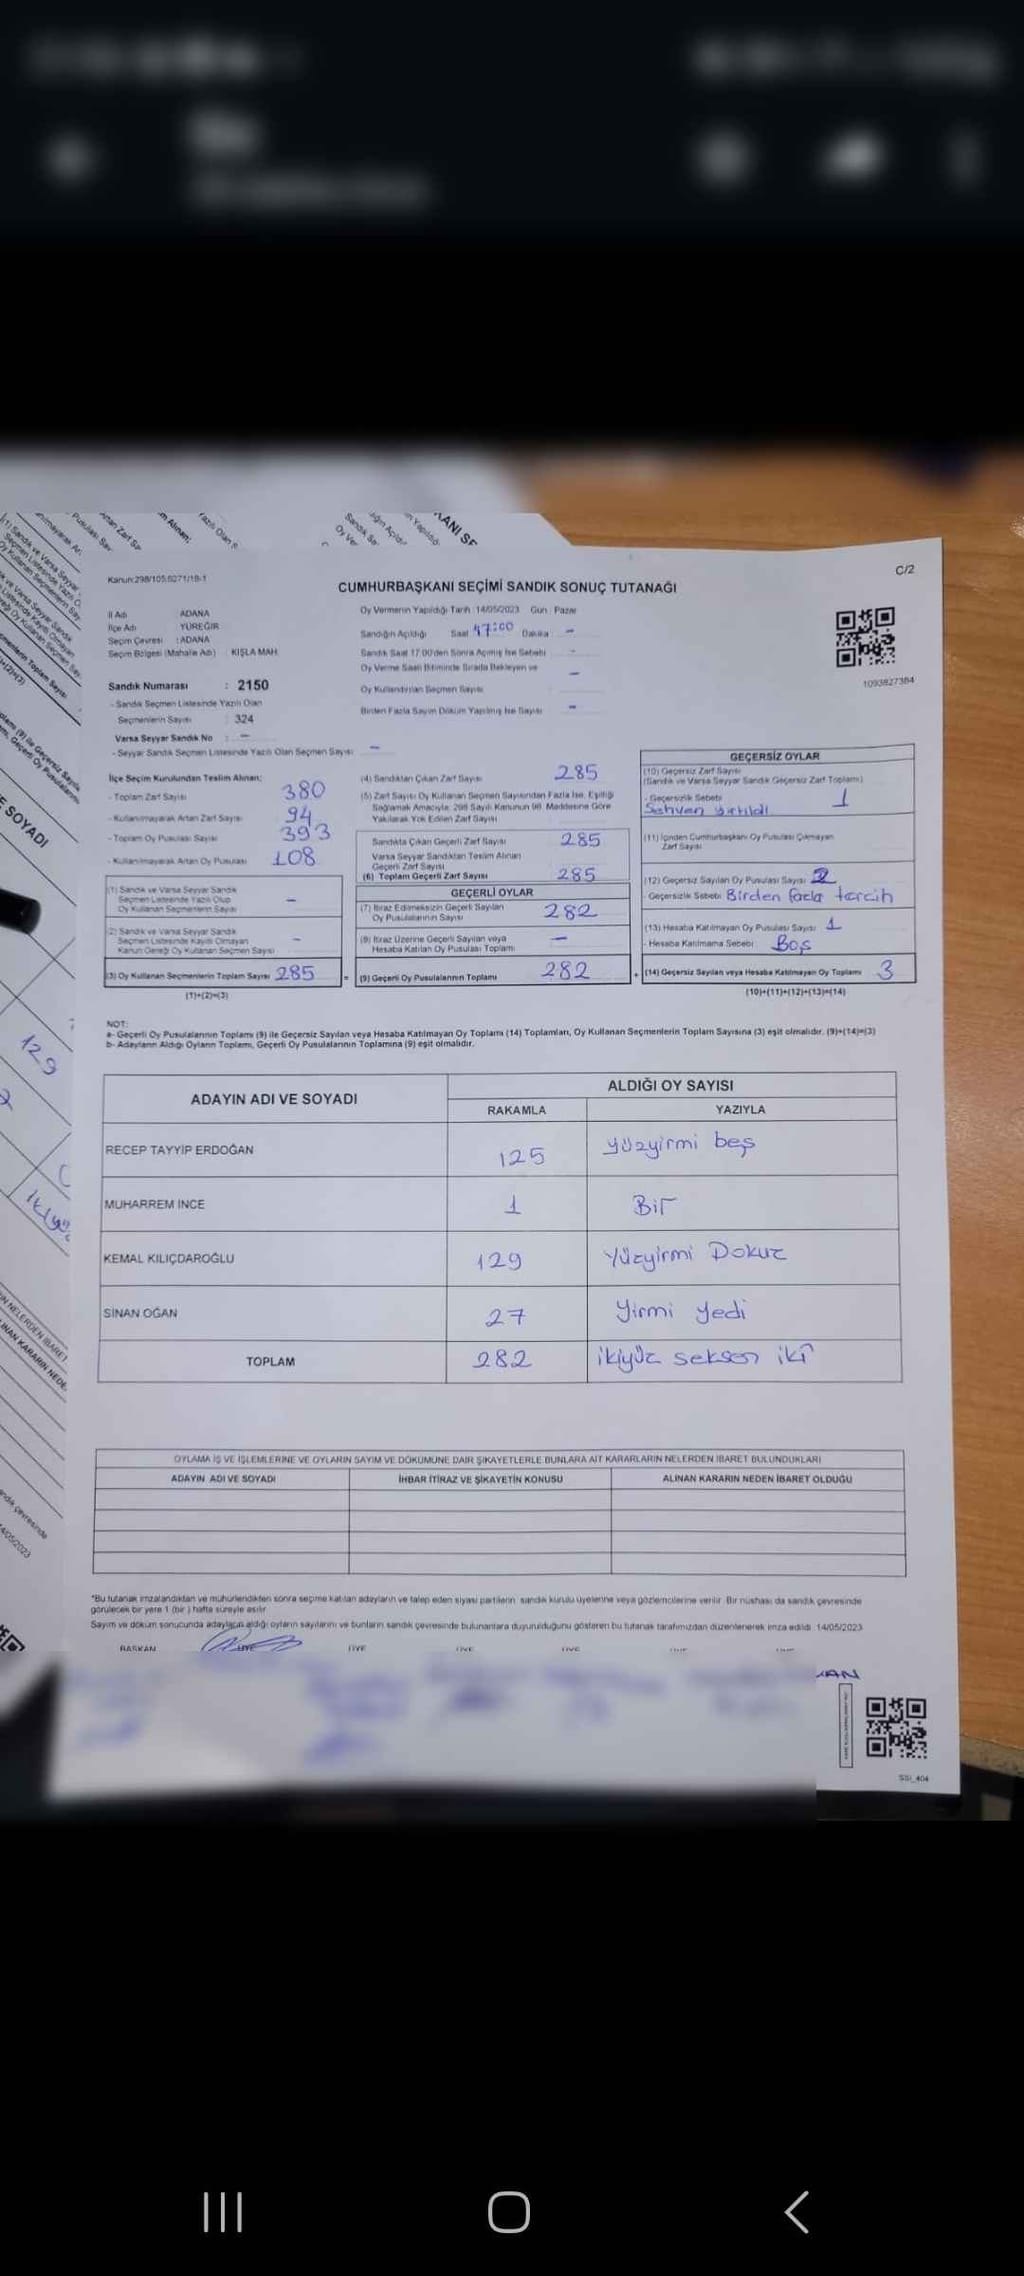 C/2
Kanun:298/105;6271/18-1
CUMHURBAŞKANI SEÇİMİ SANDIK SONUÇ TUTANAĞI
İl Adı : ADANA
İlçe Adı : YÜREĞİR
Seçim Çevresi : ADANA
Seçim Bölgesi (Mahalle Adı) : KIŞLA MAH.
Sandık Numarası : 2150
- Sandık Seçmen Listesinde Yazılı Olan
Seçmenlerin Sayısı : 324
Varsa Seyyar Sandık No : -
- Seyyar Sandık Seçmen Listesinde Yazılı Olan Seçmen Sayısı : -
Oy Vermenin Yapıldığı Tarih : 14/05/2023 Gün : Pazar
Sandığın Açıldığı Saat 17:00 Dakika : -
Sandık Saat 17.00'den Sonra Açılmış İse Sebebi : -
Oy Verme Saati Bitiminde Sırada Bekleyen ve
Oy Kullandırılan Seçmen Sayısı : -
Birden Fazla Sayım Döküm Yapılmış İse Sayısı : -
1093827384
İlçe Seçim Kurulundan Teslim Alınan;
- Toplam Zarf Sayısı : 380
- Kullanılmayarak Artan Zarf Sayısı : 94
- Toplam Oy Pusulası Sayısı : 393
- Kullanılmayarak Artan Oy Pusulası : 108
(1) Sandık ve Varsa Seyyar Sandık
Seçmen Listesinde Yazılı Olup
Oy Kullanan Seçmenlerin Sayısı -
(2) Sandık ve Varsa Seyyar Sandık
Seçmen Listesinde Kaydı Olmayan
Kanun Gereği Oy Kullanan Seçmen Sayısı -
(3) Oy Kullanan Seçmenlerin Toplam Sayısı 285
(1)+(2)=(3)
(4) Sandıktan Çıkan Zarf Sayısı : 285
(5) Zarf Sayısı Oy Kullanan Seçmen Sayısından Fazla İse, Eşitliği
Sağlamak Amacıyla; 298 Sayılı Kanunun 98. Maddesine Göre
Yakılarak Yok Edilen Zarf Sayısı :
Sandıkta Çıkan Geçerli Zarf Sayısı : 285
Varsa Seyyar Sandıktan Teslim Alınan
Geçerli Zarf Sayısı
(6) Toplam Geçerli Zarf Sayısı : 285
GEÇERLİ OYLAR
(7) İtiraz Edilmeksizin Geçerli Sayılan
Oy Pusulalarının Sayısı 282
(8) İtiraz Üzerine Geçerli Sayılan veya
Hesaba Katılan Oy Pusulası Toplamı -
(9) Geçerli Oy Pusulalarının Toplamı 282
GEÇERSİZ OYLAR
(10) Geçersiz Zarf Sayısı
(Sandık ve Varsa Seyyar Sandık Geçersiz Zarf Toplamı)
- Geçersizlik Sebebi : 1
Sehven yırtıldı
(11) İçinden Cumhurbaşkanı Oy Pusulası Çıkmayan
Zarf Sayısı :
(12) Geçersiz Sayılan Oy Pusulası Sayısı : 2
- Geçersizlik Sebebi : Birden fazla tercih
(13) Hesaba Katılmayan Oy Pusulası Sayısı : 1
- Hesaba Katılmama Sebebi : Boş
(14) Geçersiz Sayılan veya Hesaba Katılmayan Oy Toplamı 3
(10)+(11)+(12)+(13)=(14)
NOT:
a- Geçerli Oy Pusulalarının Toplamı (9) ile Geçersiz Sayılan veya Hesaba Katılmayan Oy Toplamı (14) Toplamları, Oy Kullanan Seçmenlerin Toplam Sayısına (3) eşit olmalıdır. (9)+(14)=(3)
b- Adayların Aldığı Oyların Toplamı, Geçerli Oy Pusulalarının Toplamına (9) eşit olmalıdır.
ADAYIN ADI VE SOYADI
ALDIĞI OY SAYISI
RAKAMLA YAZIYLA
RECEP TAYYİP ERDOĞAN 125 yüzyirmi beş
MUHARREM İNCE 1 Bir
KEMAL KILIÇDAROĞLU 129 Yüzyirmi Dokuz
SİNAN OĞAN 27 Yirmi yedi
TOPLAM 282 ikiyüz seksen iki
OYLAMA İŞ VE İŞLEMLERİNE VE OYLARIN SAYIM VE DÖKÜMÜNE DAİR ŞİKAYETLERLE BUNLARA AİT KARARLARIN NELERDEN İBARET BULUNDUKLARI
ADAYIN ADI VE SOYADI İHBAR İTİRAZ VE ŞİKAYETİN KONUSU ALINAN KARARIN NEDEN İBARET OLDUĞU
*Bu tutanak imzalandıktan ve mühürlendikten sonra seçime katılan adayların ve talep eden siyasi partilerin sandık kurulu üyelerine veya gözlemcilerine verilir. Bir nüshası da sandık çevresinde
görülecek bir yere 1 (bir) hafta süreyle asılır.
Sayım ve döküm sonucunda adayların aldığı oyların sayılarını ve bunların sandık çevresinde bulunanlara duyurulduğunu gösteren bu tutanak tarafımızdan düzenlenerek imza edildi. 14/05/2023
BAŞKAN ÜYE ÜYE ÜYE ÜYE
SSI_404